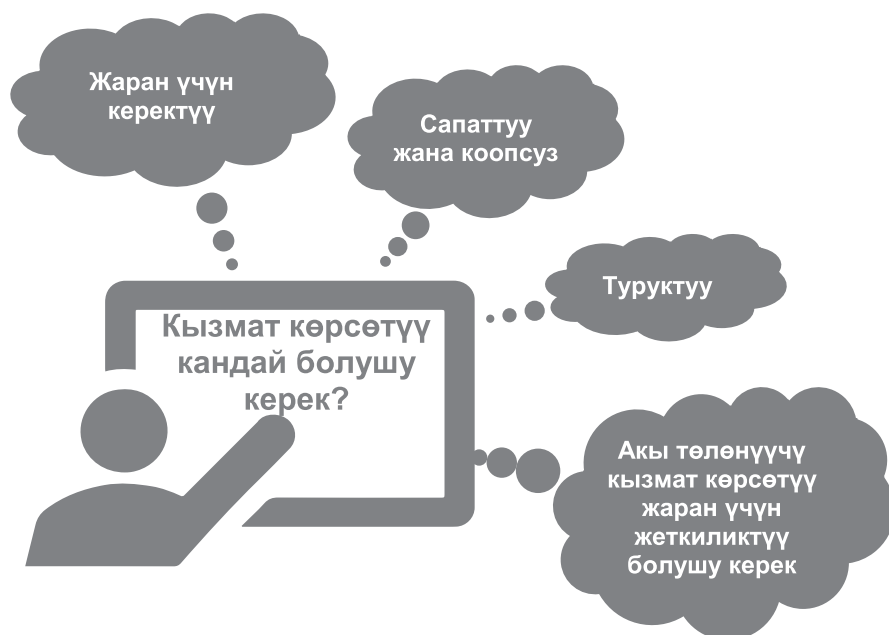 Жаран үчүн
керектүү
Сапаттуу
жана коопсуз
Туруктуу
Кызмат көрсөтүү
кандай болушу
керек?
Акы төлөнүүчү
кызмат көрсөтүү
жаран үчүн
жеткиликтүү
болушу керек